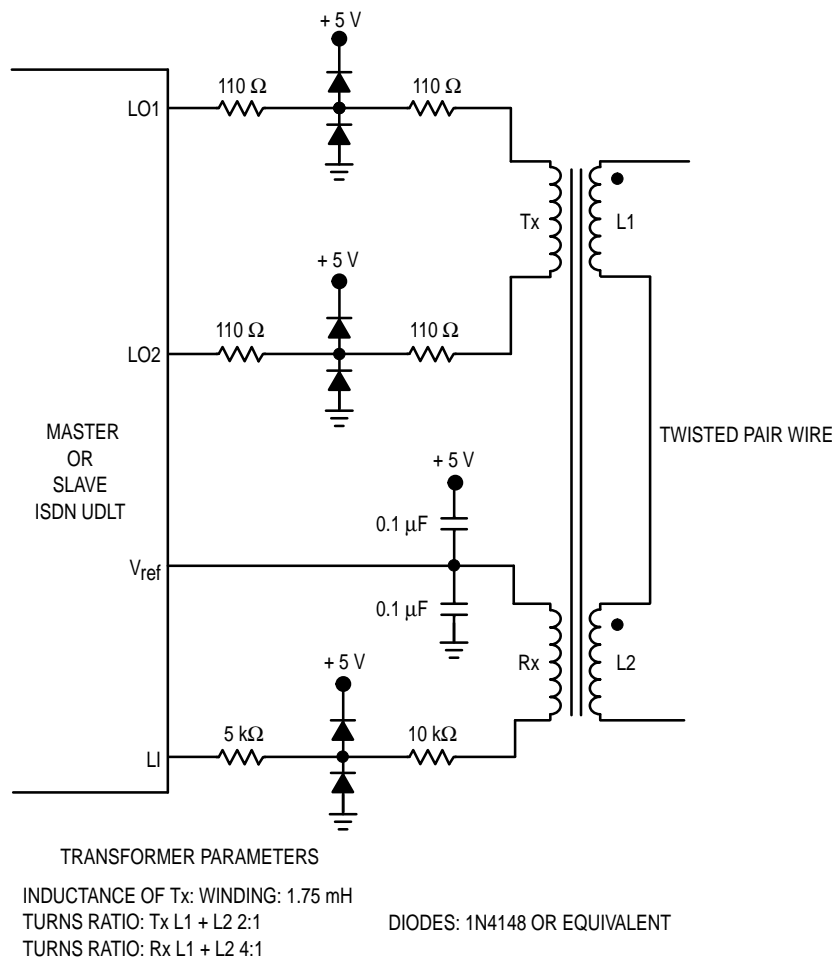 + 5 V
110 Ω
110 Ω
LO1
Tx
L1
+ 5 V
110 Ω
110 Ω
LO2
MASTER
OR
SLAVE
ISDN UDLT
TWISTED PAIR WIRE
+ 5 V
0.1 µF
Vref
0.1 µF
Rx
L2
+ 5 V
5 kΩ
10 kΩ
LI
TRANSFORMER PARAMETERS
INDUCTANCE OF Tx: WINDING: 1.75 mH
TURNS RATIO: Tx L1 + L2 2:1
DIODES: 1N4148 OR EQUIVALENT
TURNS RATIO: Rx L1 + L2 4:1